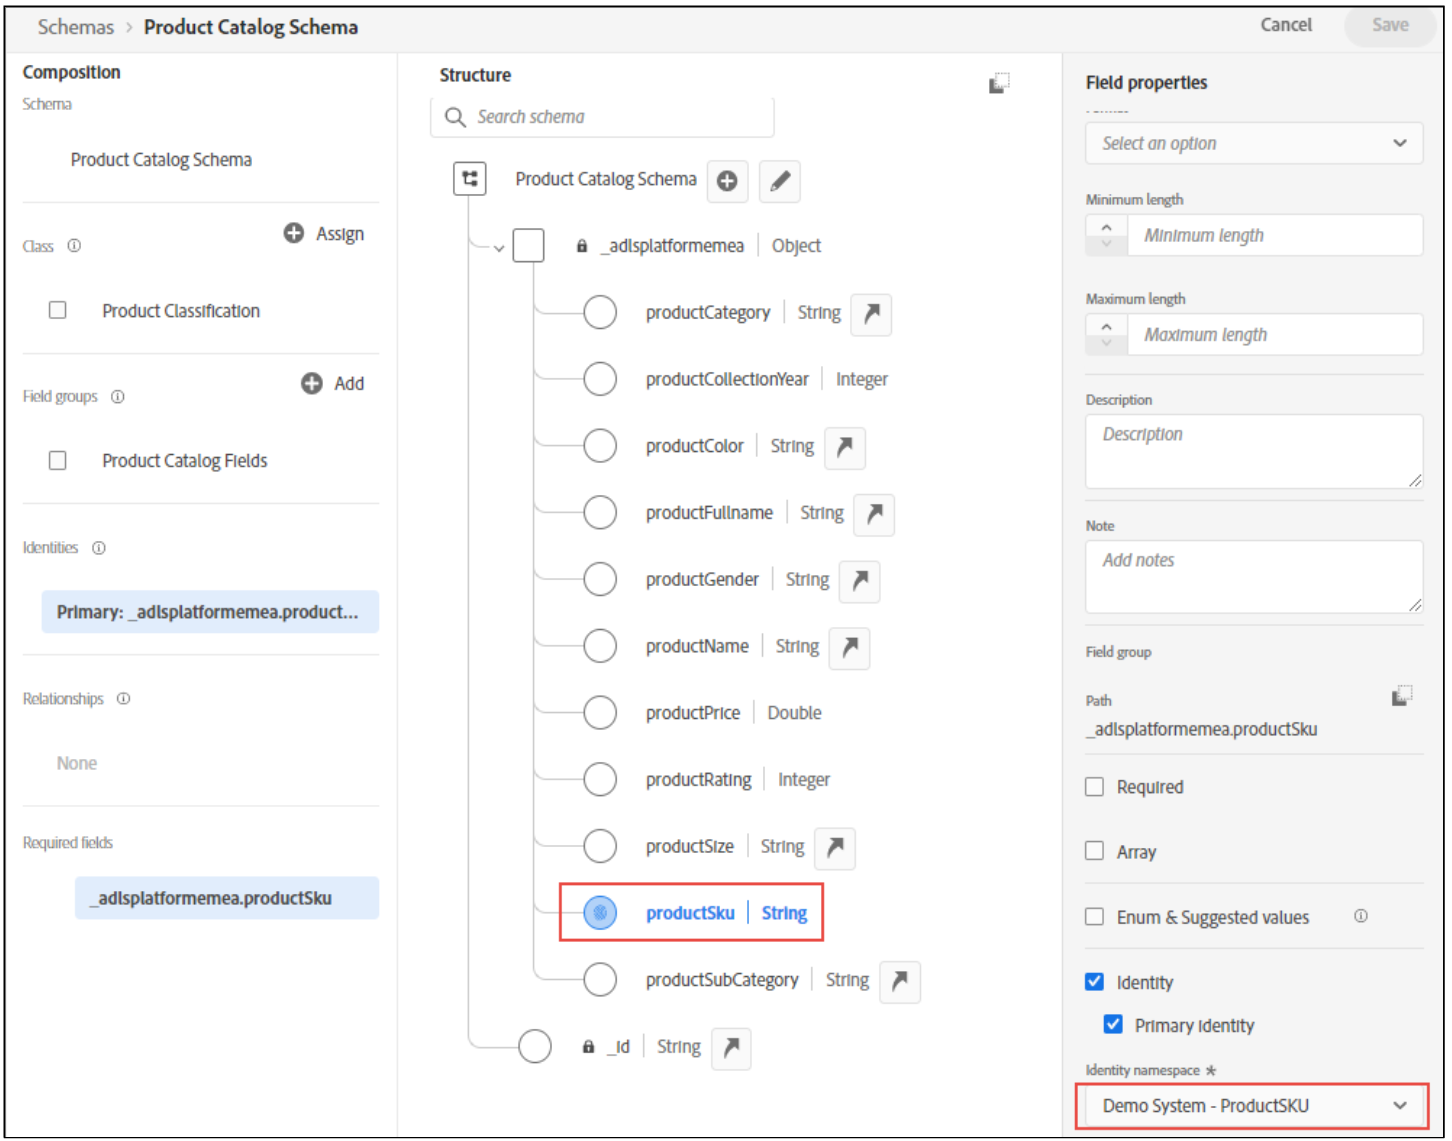 Schemas > Product Catalog Schema
Cancel
Save
Composition
Schema
Product Catalog Schema
Class
Assign
Product Classification
Field groups
Add
Product Catalog Fields
Identities
Primary: _adlsplatformemea.product...
Relationships
None
Required fields
_adlsplatformemea.productSku
Structure
Search schema
Product Catalog Schema
_adlsplatformemea | Object
productCategory | String
productCollectionYear | Integer
productColor | String
productFullname | String
productGender | String
productName | String
productPrice | Double
productRating | Integer
productSize | String
productSku | String
productSubCategory | String
_id | String
Field properties
Select an option
Minimum length
Minimum length
Maximum length
Maximum length
Description
Description
Note
Add notes
Field group
Path
_adlsplatformemea.productSku
Required
Array
Enum & Suggested values
Identity
Primary identity
Identity namespace *
Demo System - ProductSKU